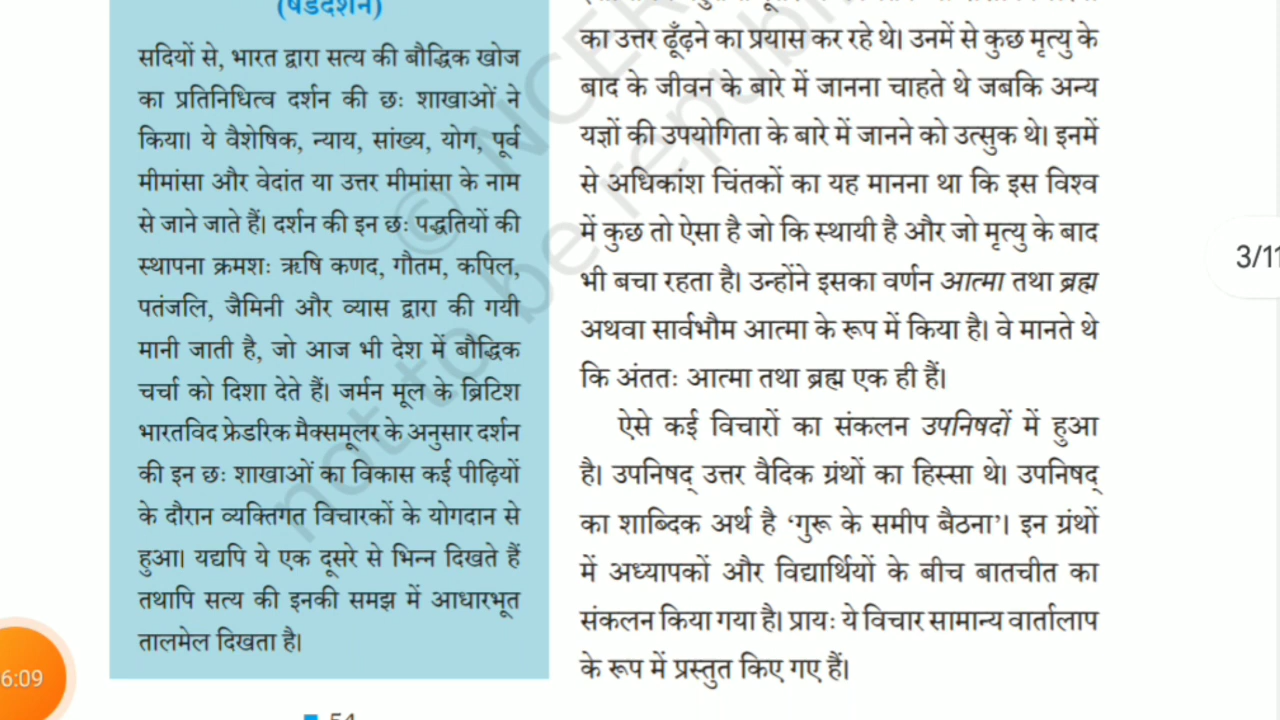 (षडदर्शन)
सदियों से, भारत द्वारा सत्य की बौद्धिक खोज
का प्रतिनिधित्व दर्शन की छः शाखाओं ने
किया। ये वैशेषिक, न्याय, सांख्य, योग, पूर्व
मीमांसा और वेदांत या उत्तर मीमांसा के नाम
से जाने जाते हैं। दर्शन की इन छः पद्धतियों की
स्थापना क्रमशः ऋषि कणद, गौतम, कपिल,
पतंजलि, जैमिनी और व्यास द्वारा की गयी
मानी जाती है, जो आज भी देश में बौद्धिक
चर्चा को दिशा देते हैं। जर्मन मूल के ब्रिटिश
भारतविद फ्रेडरिक मैक्समूलर के अनुसार दर्शन
की इन छः शाखाओं का विकास कई पीढ़ियों
के दौरान व्यक्तिगत विचारकों के योगदान से
हुआ। यद्यपि ये एक दूसरे से भिन्न दिखते हैं
तथापि सत्य की इनकी समझ में आधारभूत
तालमेल दिखता है।
का उत्तर ढूँढ़ने का प्रयास कर रहे थे। उनमें से कुछ मृत्यु के
बाद के जीवन के बारे में जानना चाहते थे जबकि अन्य
यज्ञों की उपयोगिता के बारे में जानने को उत्सुक थे। इनमें
से अधिकांश चिंतकों का यह मानना था कि इस विश्व
में कुछ तो ऐसा है जो कि स्थायी है और जो मृत्यु के बाद
भी बचा रहता है। उन्होंने इसका वर्णन आत्मा तथा ब्रह्म
अथवा सार्वभौम आत्मा के रूप में किया है। वे मानते थे
कि अंततः आत्मा तथा ब्रह्म एक ही हैं।
ऐसे कई विचारों का संकलन उपनिषदों में हुआ
है। उपनिषद् उत्तर वैदिक ग्रंथों का हिस्सा थे। उपनिषद्
का शाब्दिक अर्थ है ‘गुरू के समीप बैठना’। इन ग्रंथों
में अध्यापकों और विद्यार्थियों के बीच बातचीत का
संकलन किया गया है। प्रायः ये विचार सामान्य वार्तालाप
के रूप में प्रस्तुत किए गए हैं।
© NCER
not to be republi
3/11
6:09
54